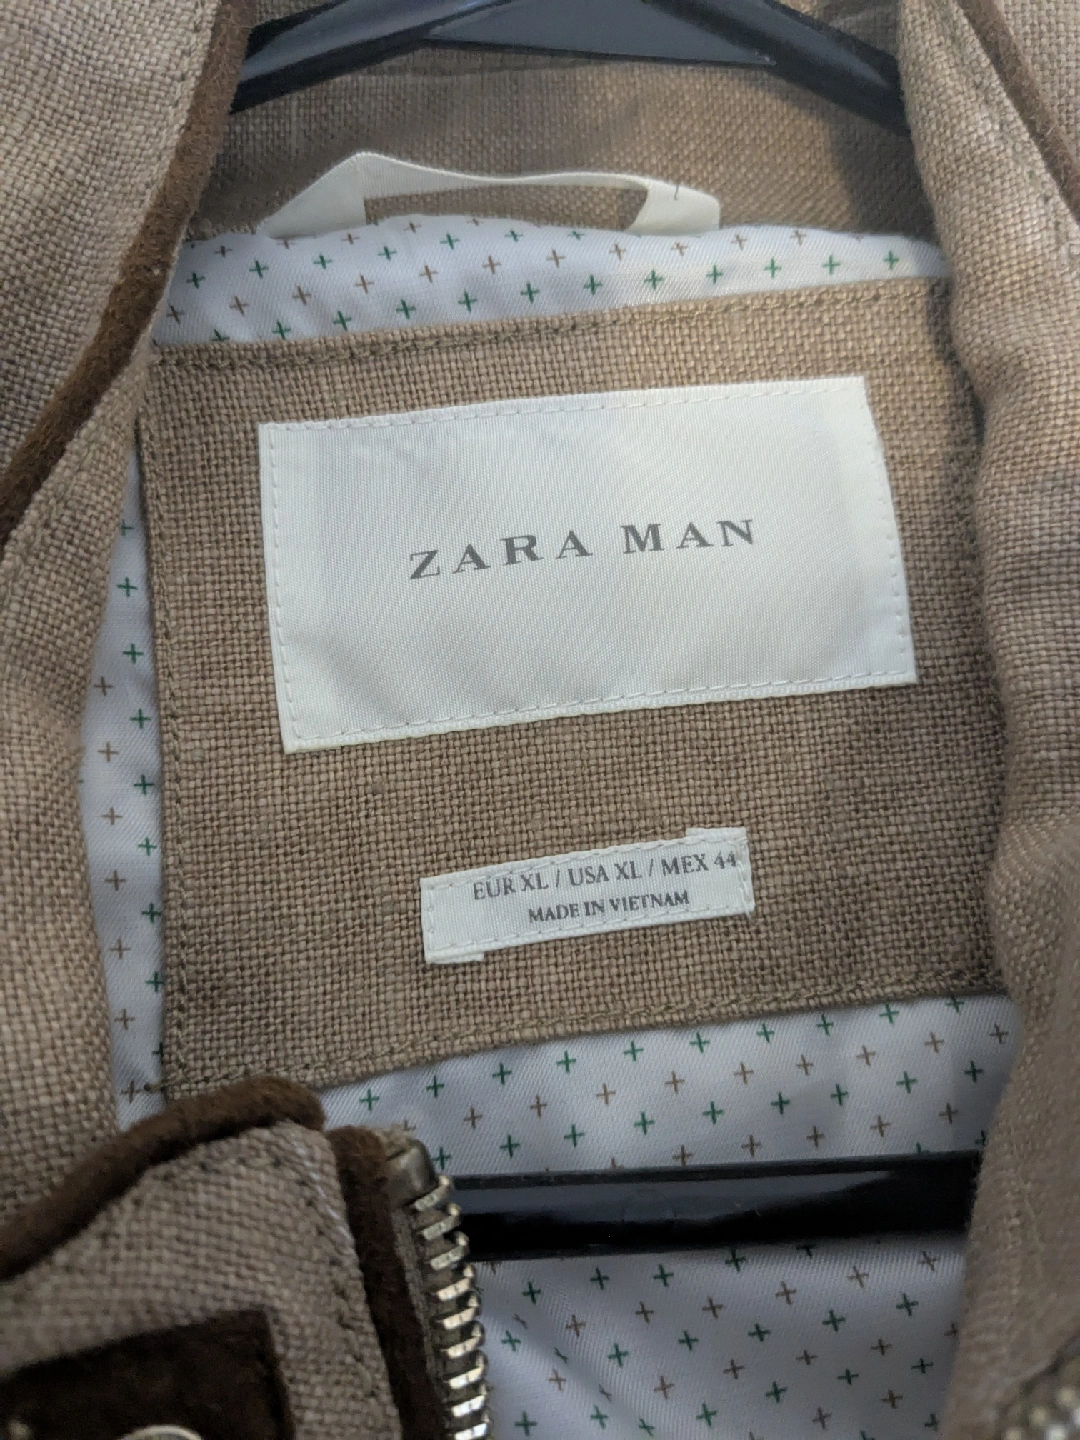 ZARA MAN
EUR XL / USA XL / MEX 44
MADE IN VIETNAM